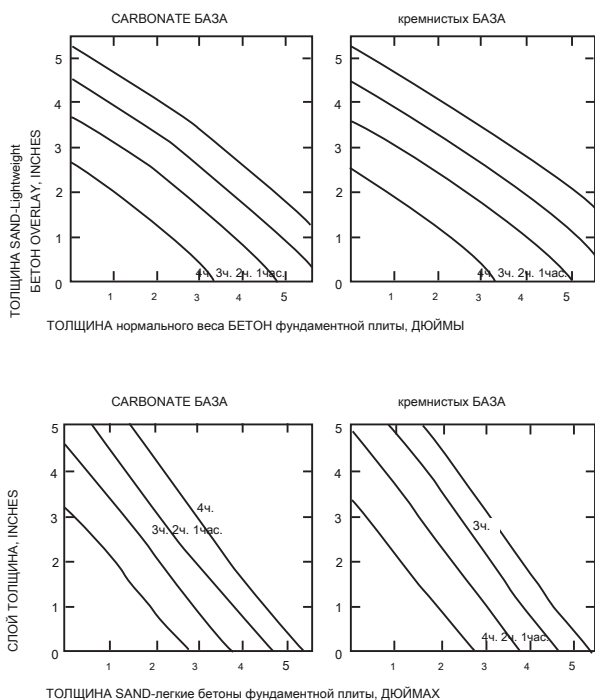 CARBONATE БАЗА
кремнистых БАЗА
ТОЛЩИНА SAND-Lightweight
БЕТОН OVERLAY, INCHES
5
4
3
2
1
0
4ч. 3ч. 2ч. 1час.
1 2 3 4 5
5
4
3
2
1
0
4ч. 3ч. 2ч. 1час.
1 2 3 4 5
ТОЛЩИНА нормального веса БЕТОН фундаментной плиты, ДЮЙМЫ
CARBONATE БАЗА
кремнистых БАЗА
СЛОЙ ТОЛЩИНА, INCHES
5
4
3
2
1
0
4ч.
3ч. 2ч. 1час.
1 2 3 4 5
5
4
3
2
1
0
3ч.
4ч. 2ч. 1час.
1 2 3 4 5
ТОЛЩИНА SAND-легкие бетоны фундаментной плиты, ДЮЙМАХ